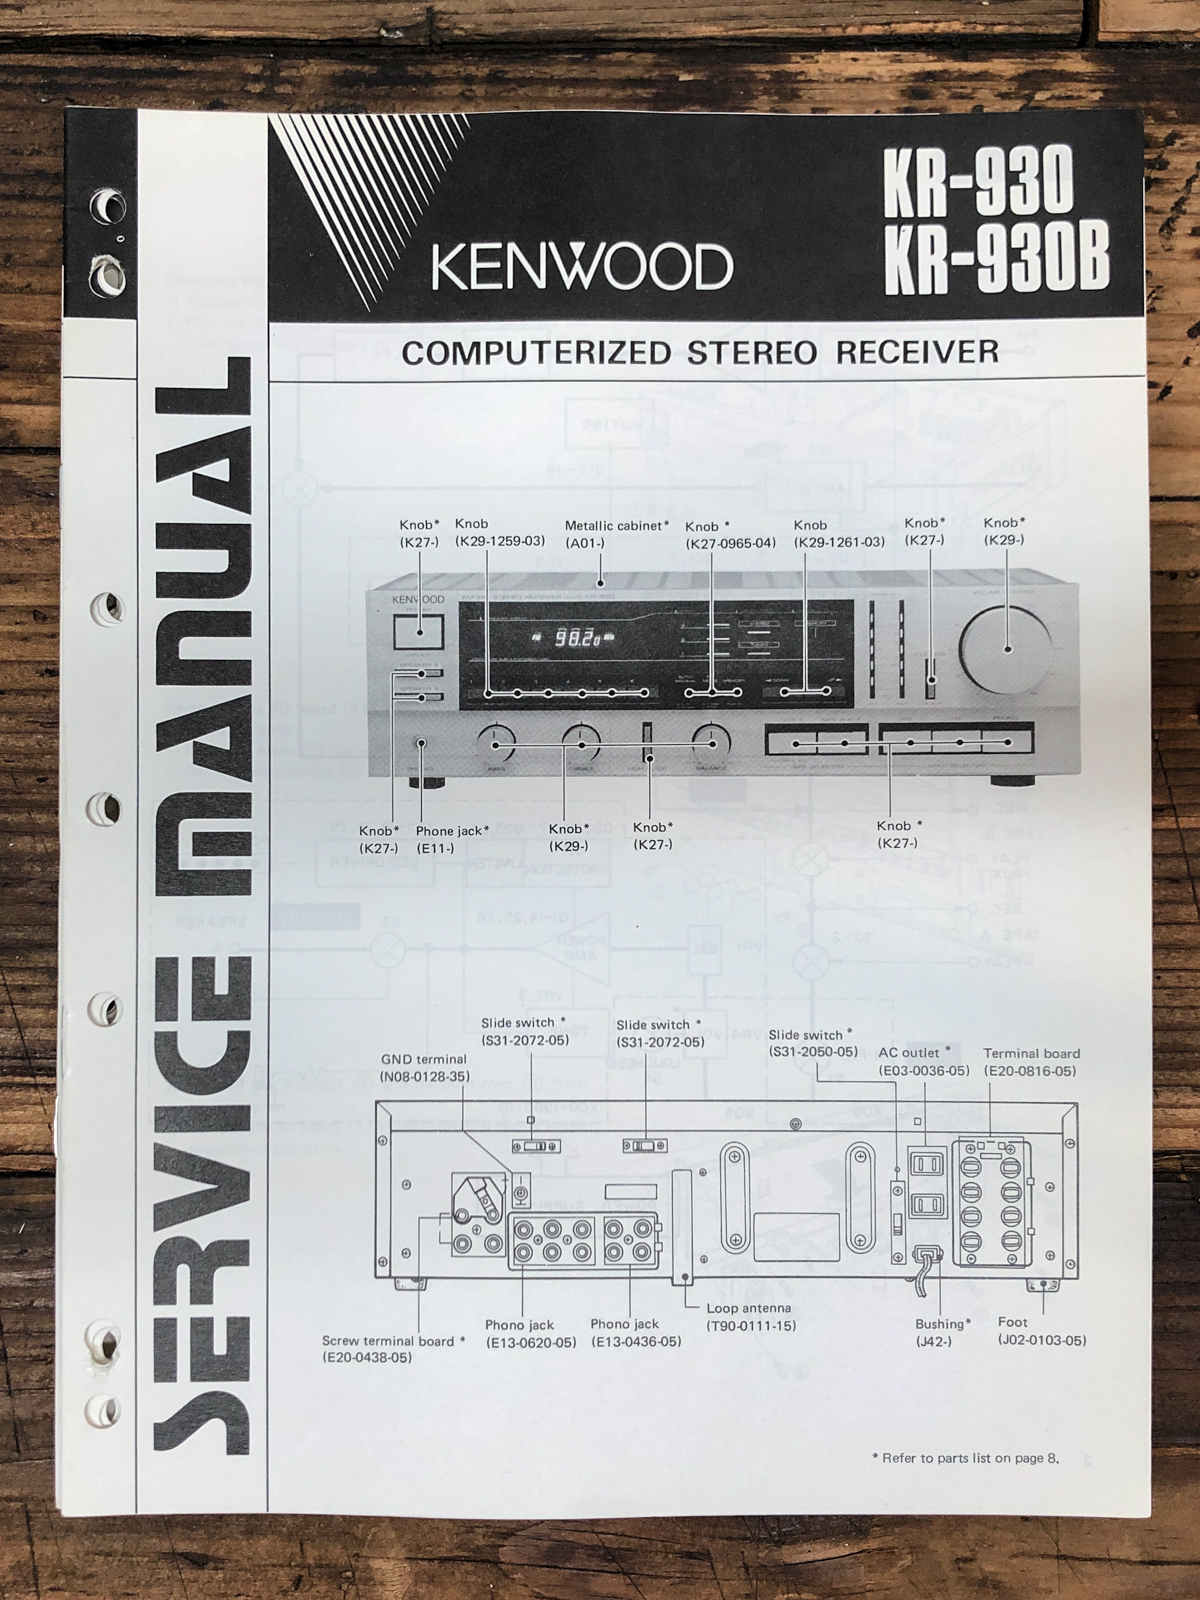 KENWOOD
KR-930
KR-930B
COMPUTERIZED STEREO RECEIVER
SERVICE MANUAL
Knob*
(K27-)
Knob
(K29-1259-03)
Metallic cabinet*
(A01-)
Knob *
(K27-0965-04)
Knob
(K29-1261-03)
Knob*
(K27-)
Knob*
(K29-)
KENWOOD
98.20
Knob*
(K27-)
Phone jack*
(E11-)
Knob*
(K29-)
Knob*
(K27-)
Knob *
(K27-)
Slide switch *
(S31-2072-05)
Slide switch *
(S31-2072-05)
Slide switch *
(S31-2050-05)
AC outlet *
(E03-0036-05)
Terminal board
(E20-0816-05)
GND terminal
(N08-0128-35)
Screw terminal board *
(E20-0438-05)
Phono jack
(E13-0620-05)
Phono jack
(E13-0436-05)
Loop antenna
(T90-0111-15)
Bushing*
(J42-)
Foot
(J02-0103-05)
* Refer to parts list on page 8.